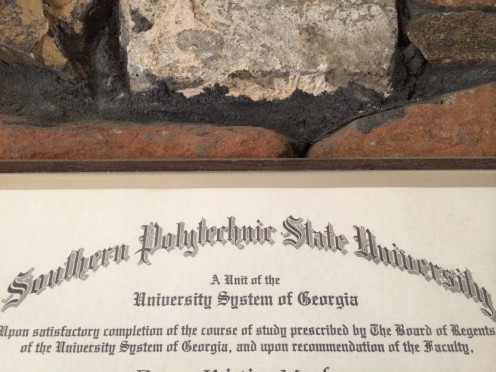 Southern Polytechnic State University
A Unit of the
University System of Georgia
Upon satisfactory completion of the course of study prescribed by The Board of Regents
of the University System of Georgia, and upon recommendation of the Faculty,